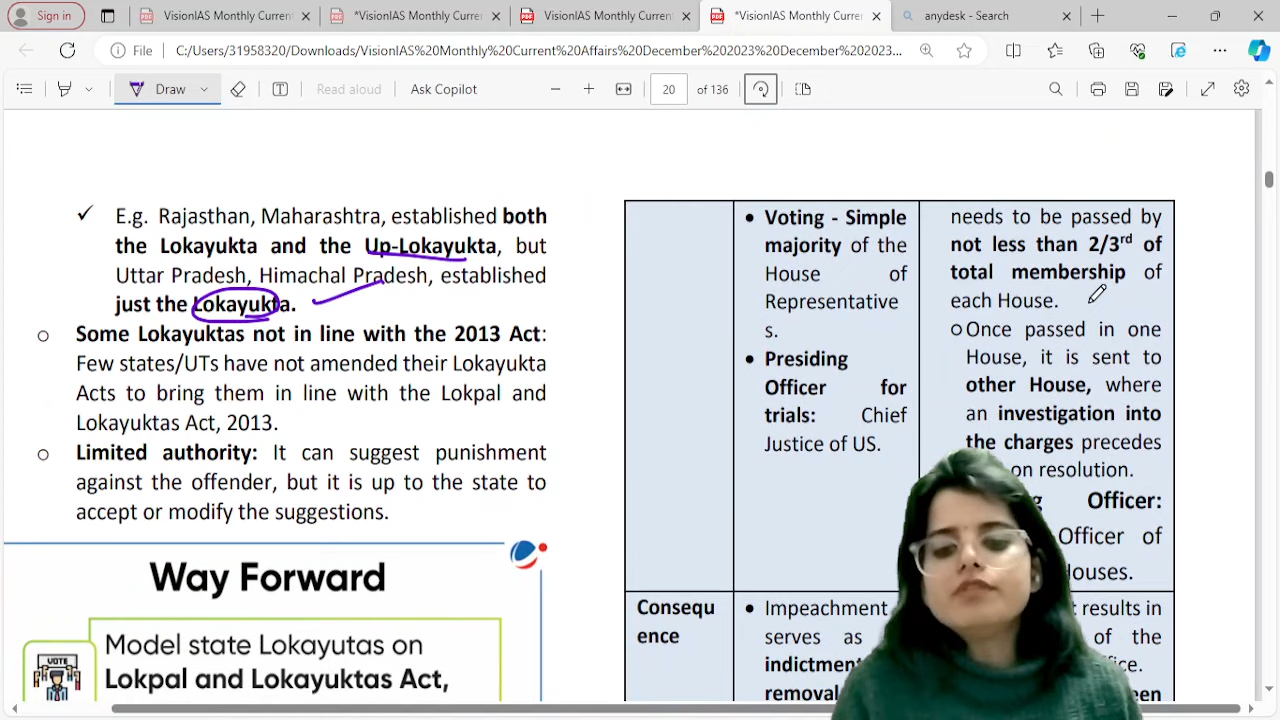 Sign in
VisionIAS Monthly Current
*VisionIAS Monthly Curren
VisionIAS Monthly Current
*VisionIAS Monthly Curren
anydesk - Search
File
C:/Users/31958320/Downloads/VisionIAS%20Monthly%20Current%20Affairs%20December%202023%20December%202023...
Draw
Read aloud
Ask Copilot
20
of 136
E.g. Rajasthan, Maharashtra, established both
the Lokayukta and the Up-Lokayukta, but
Uttar Pradesh, Himachal Pradesh, established
just the Lokayukta.
Some Lokayuktas not in line with the 2013 Act:
Few states/UTs have not amended their Lokayukta
Acts to bring them in line with the Lokpal and
Lokayuktas Act, 2013.
Limited authority: It can suggest punishment
against the offender, but it is up to the state to
accept or modify the suggestions.
Way Forward
VOTE
Model state Lokayutas on
Lokpal and Lokayuktas Act,
Voting - Simple
majority of the
House of
Representative
s.
Presiding
Officer for
trials: Chief
Justice of US.
needs to be passed by
not less than 2/3rd of
total membership of
each House.
Once passed in one
House, it is sent to
other House, where
an investigation into
the charges precedes
on resolution.
Officer:
Officer of
Houses.
Consequ
ence
Impeachment
serves as
indictment
removal
results in
of the